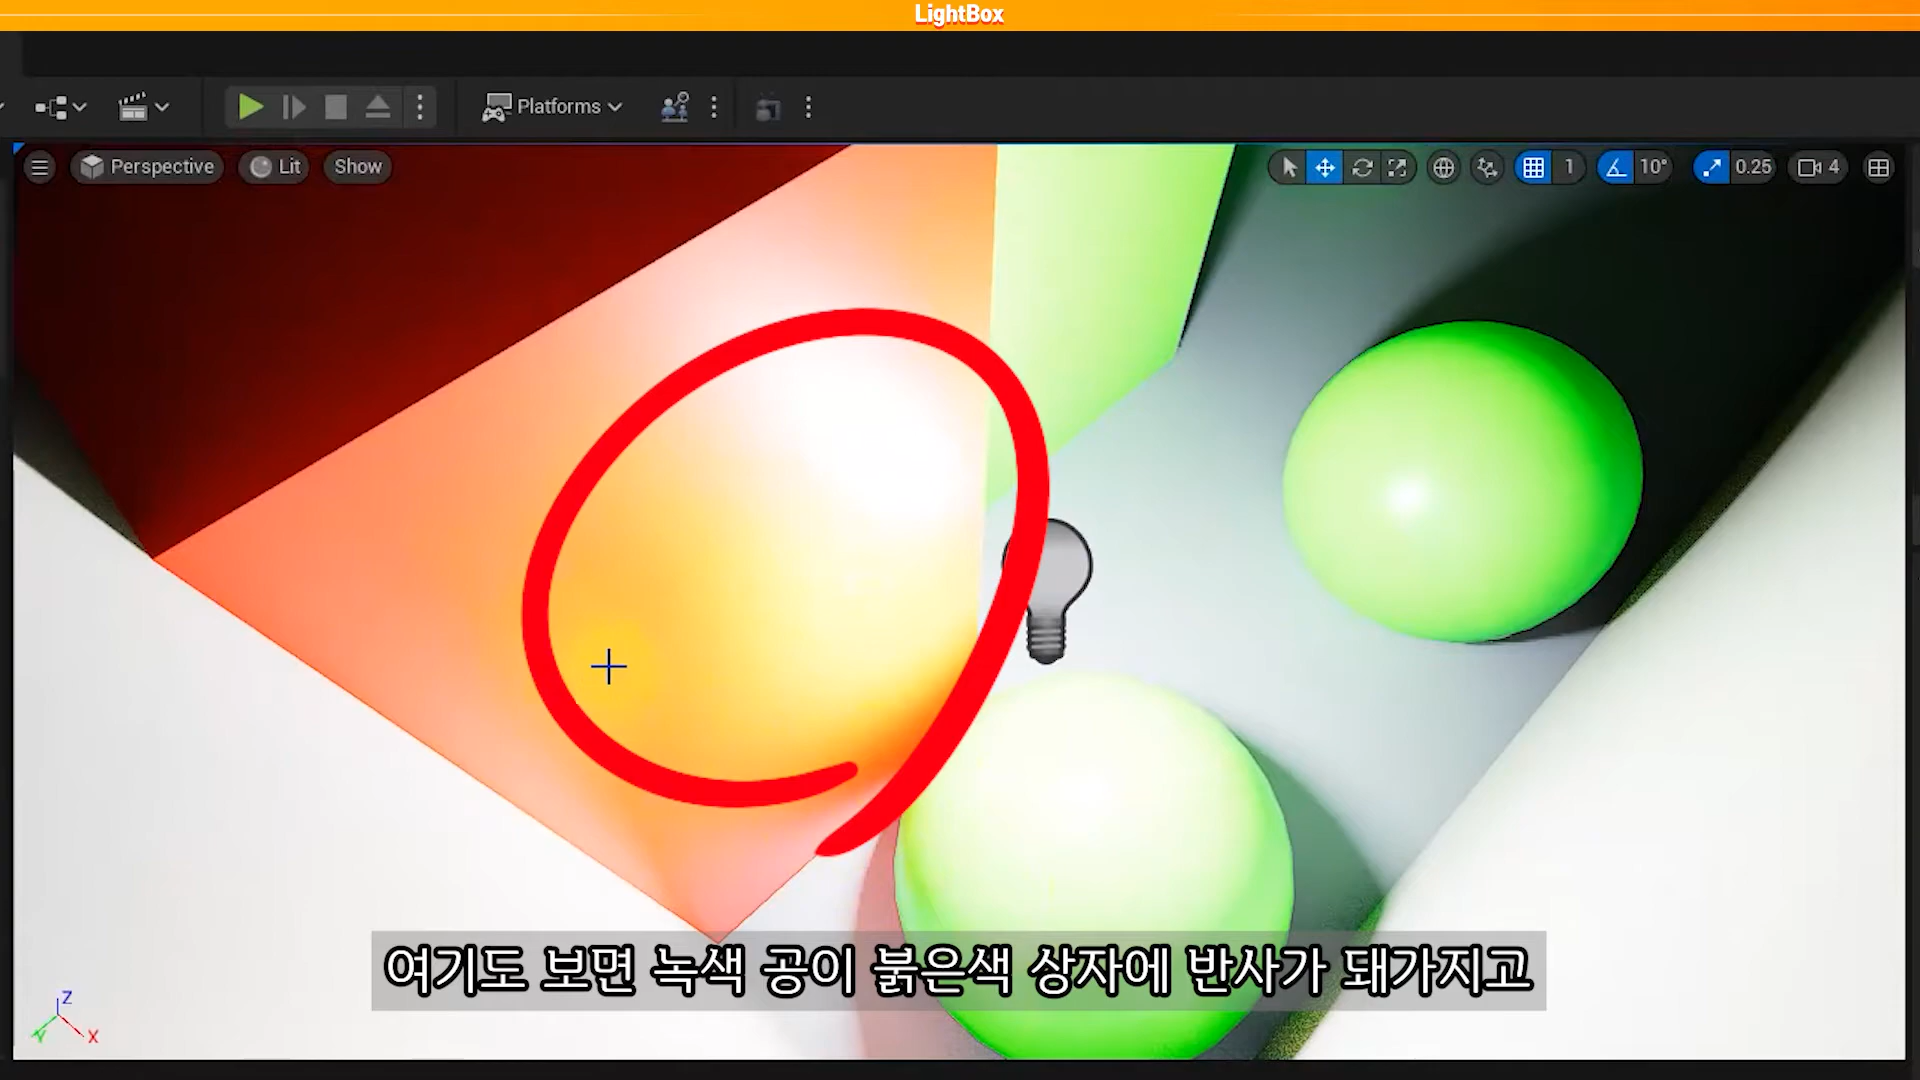 LightBox
Platforms
Perspective Lit Show 1 10° 0.25 4
여기도 보면 녹색 공이 붉은색 상자에 반사가 돼가지고
Z
Y X